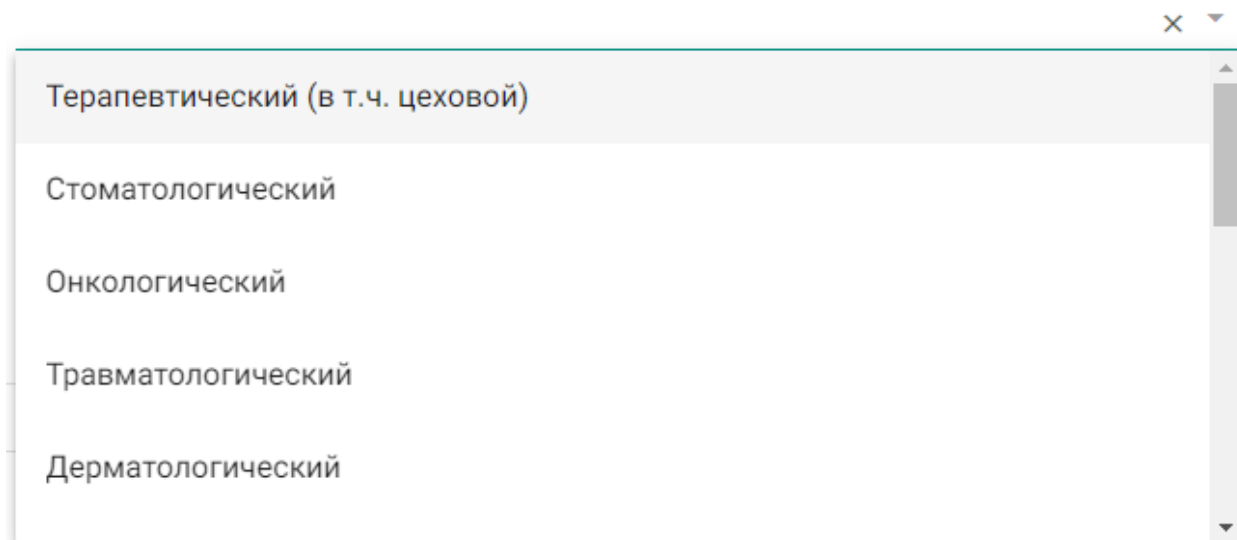 Терапевтический (в т.ч. цеховой)
Стоматологический
Онкологический
Травматологический
Дерматологический